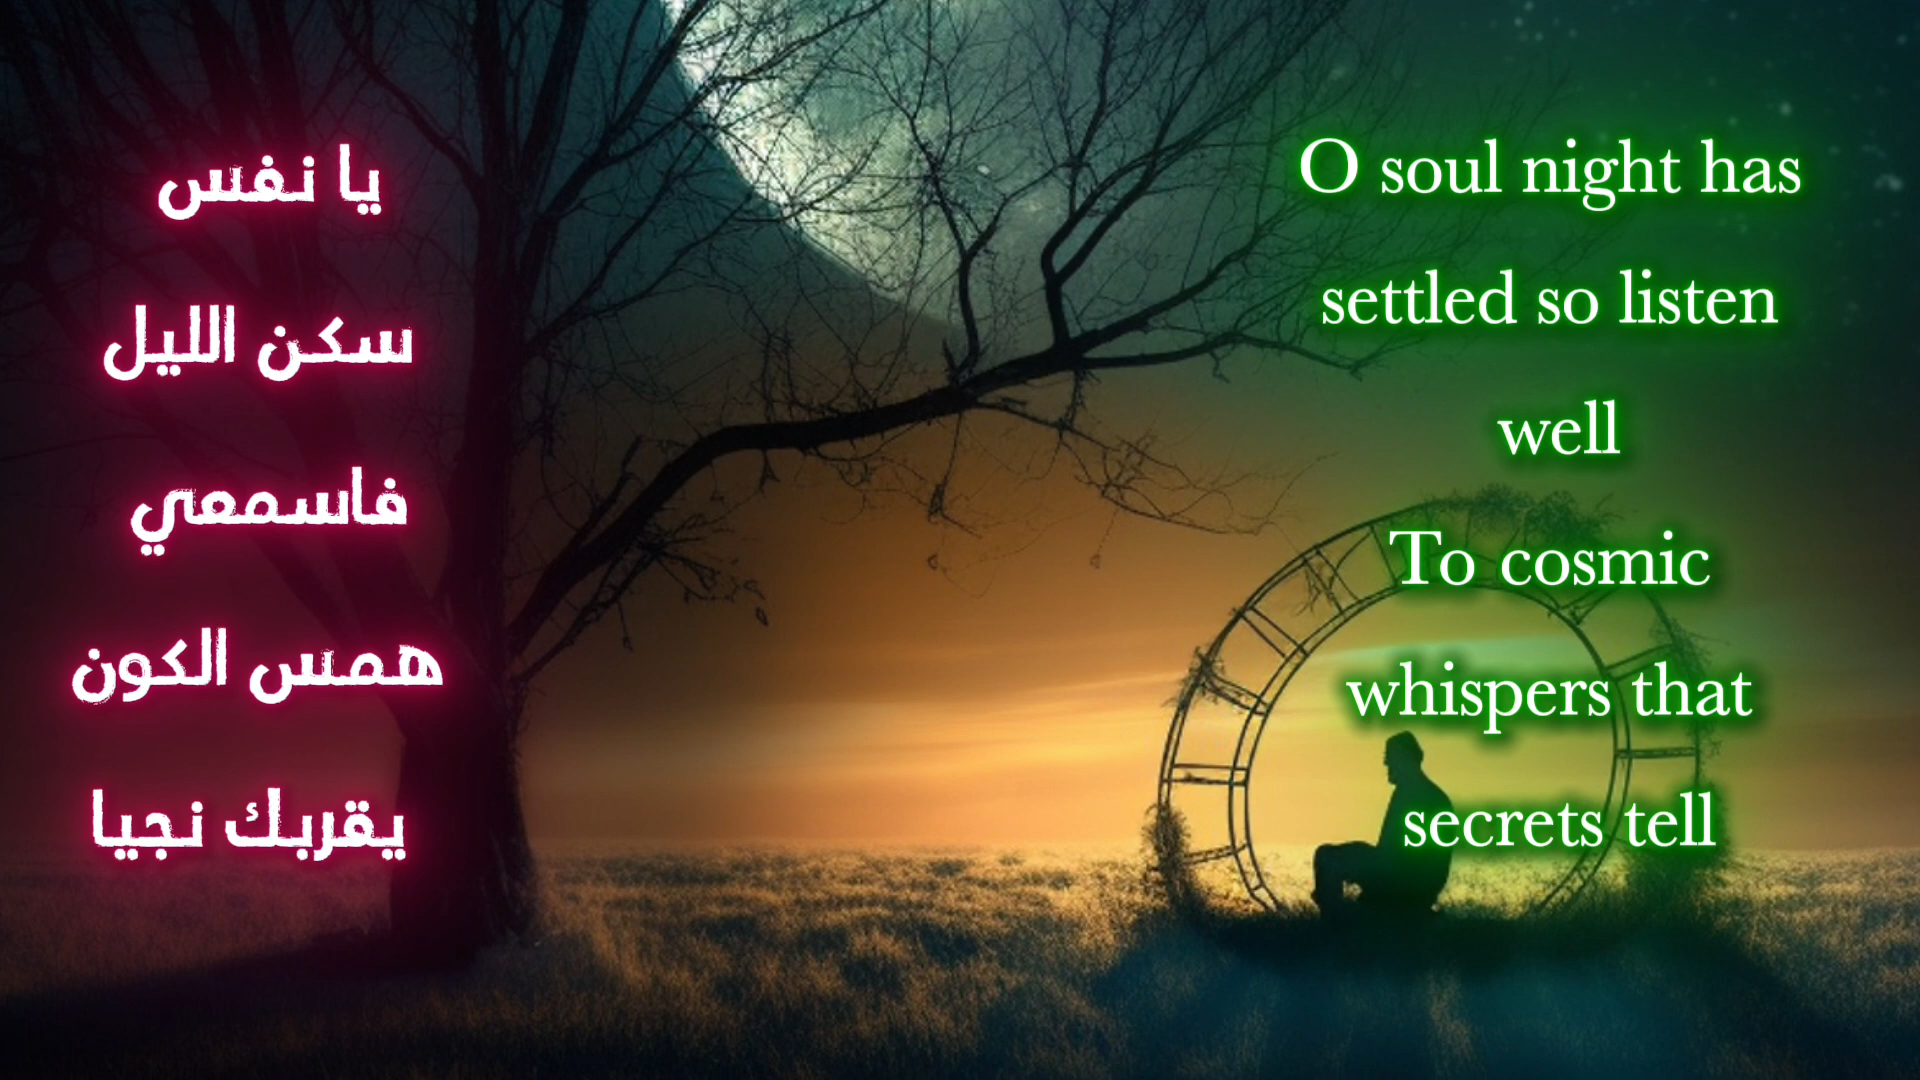 يا نفس
سكن الليل
فاسمعي
همس الكون
يقربك نجيا
O soul night has
settled so listen
well
To cosmic
whispers that
secrets tell